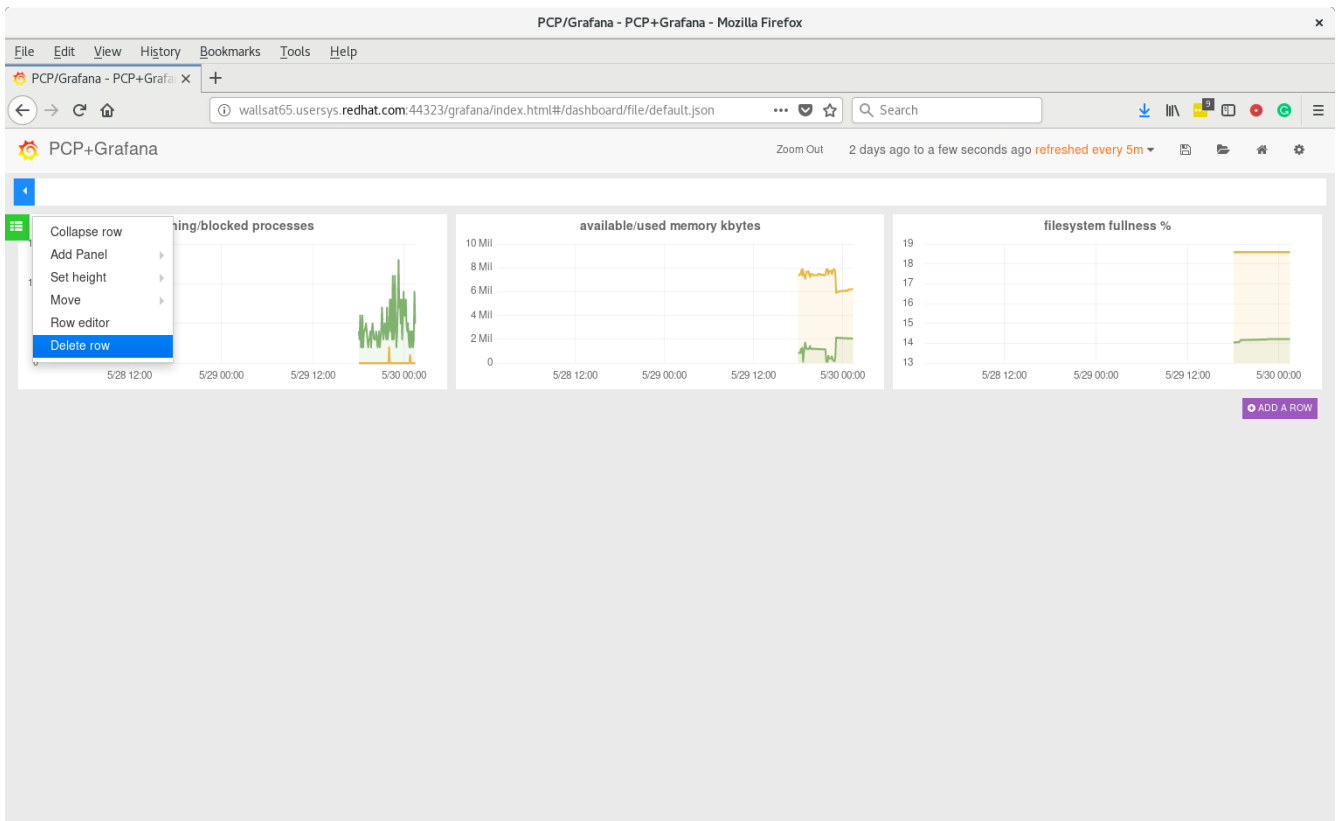 PCP/Grafana - PCP+Grafana - Mozilla Firefox
File Edit View History Bookmarks Tools Help
PCP/Grafana - PCP+Grafa
wallsat65.usersys.redhat.com:44323/grafana/index.html#/dashboard/file/default.json
Search
9
PCP+Grafana
Zoom Out 2 days ago to a few seconds ago refreshed every 5m
Collapse row
Add Panel
Set height
Move
Row editor
Delete row
ning/blocked processes
5/28 12:00 5/29 00:00 5/29 12:00 5/30 00:00
available/used memory kbytes
10 Mil
8 Mil
6 Mil
4 Mil
2 Mil
0
5/28 12:00 5/29 00:00 5/29 12:00 5/30 00:00
filesystem fullness %
19
18
17
16
15
14
13
5/28 12:00 5/29 00:00 5/29 12:00 5/30 00:00
ADD A ROW